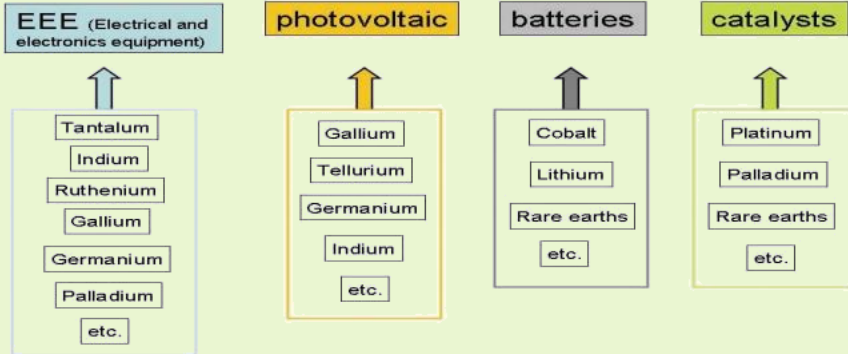 EEE (Electrical and
electronics equipment)
photovoltaic
batteries
catalysts
Tantalum
Indium
Ruthenium
Gallium
Germanium
Palladium
etc.
Gallium
Tellurium
Germanium
Indium
etc.
Cobalt
Lithium
Rare earths
etc.
Platinum
Palladium
Rare earths
etc.